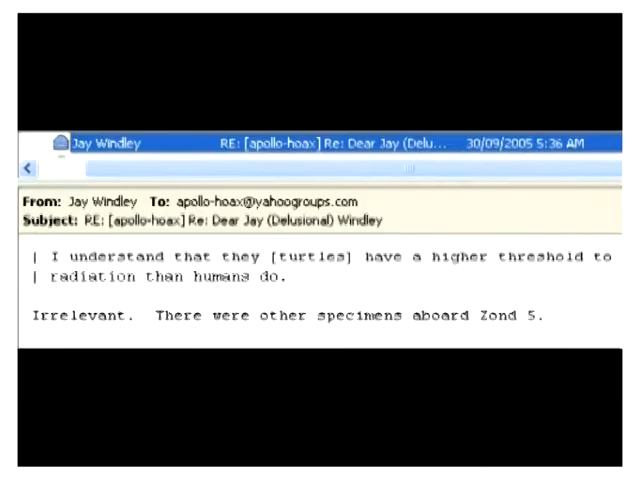 Jay Windley RE: [apollo-hoax] Re: Dear Jay (Delu... 30/09/2005 5:36 AM
From: Jay Windley To: apollo-hoax@yahoogroups.com
Subject: RE: [apollo-hoax] Re: Dear Jay (Delusional) Windley
| I understand that they [turtles] have a higher threshold to
| radiation than humans do.
Irrelevant. There were other specimens aboard Zond 5.